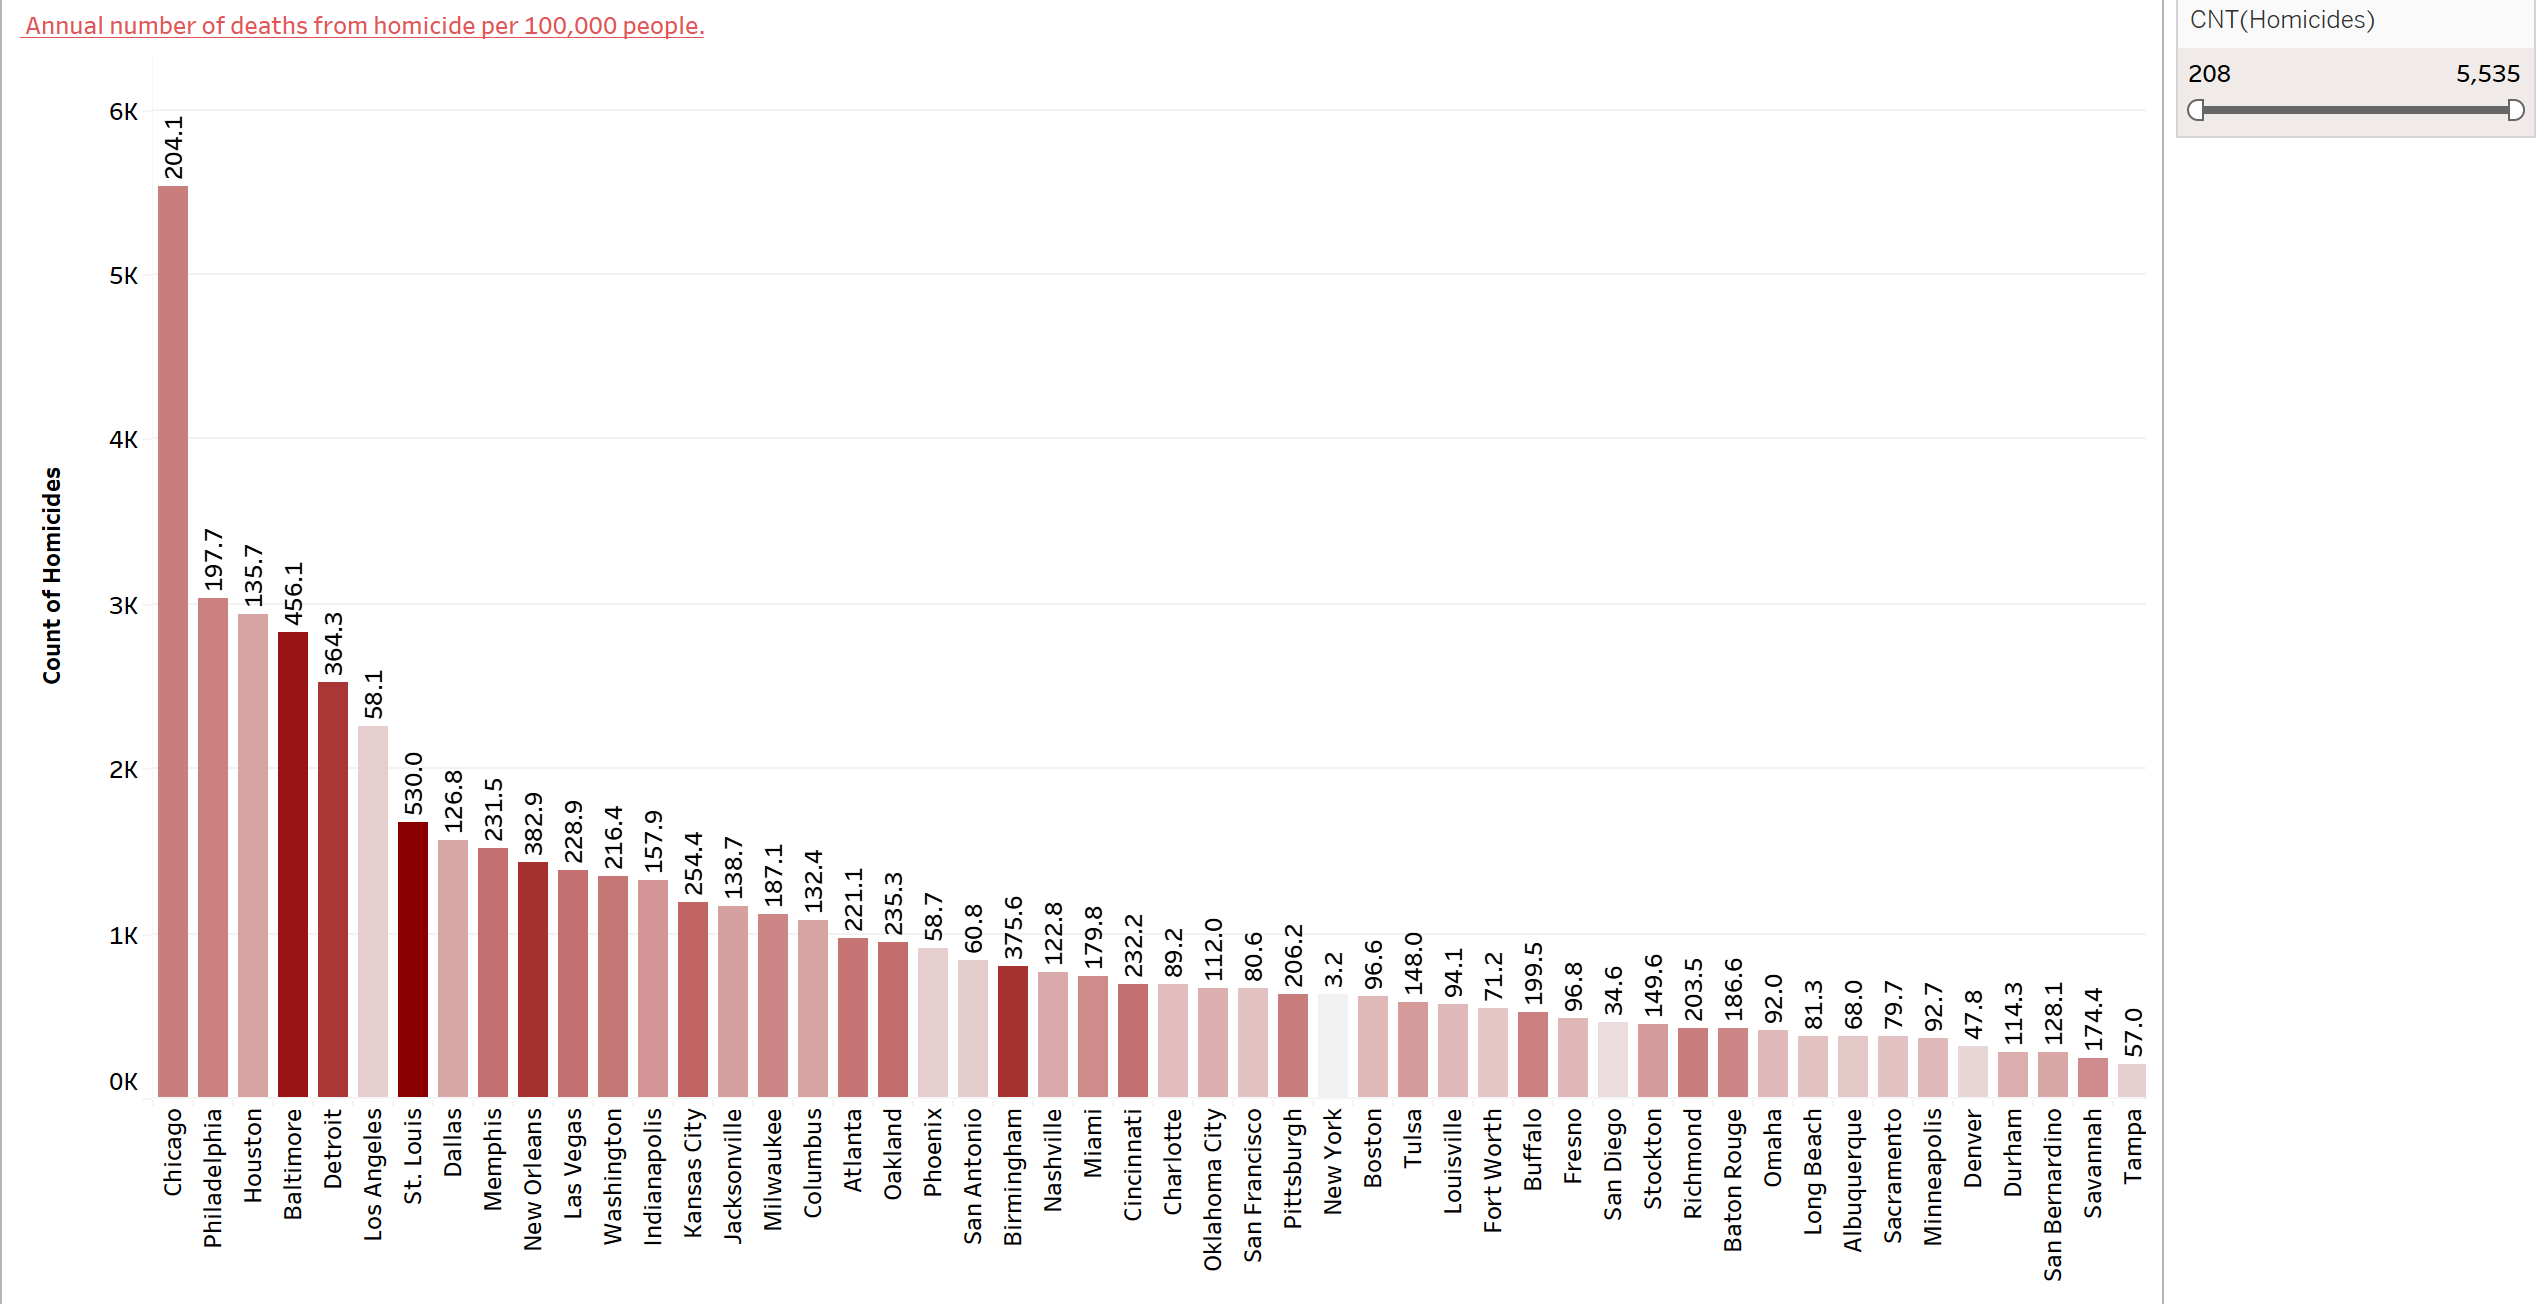 Annual number of deaths from homicide per 100,000 people.
CNT(Homicides)
208 5,535
Count of Homicides
6K
5K
4K
3K
2K
1K
0K
204.1
197.7
135.7
456.1
364.3
58.1
530.0
126.8
231.5
382.9
228.9
216.4
157.9
254.4
138.7
187.1
132.4
221.1
235.3
58.7
60.8
375.6
122.8
179.8
232.2
89.2
112.0
80.6
206.2
3.2
96.6
148.0
94.1
71.2
199.5
96.8
34.6
149.6
203.5
186.6
92.0
81.3
68.0
79.7
92.7
47.8
114.3
128.1
174.4
57.0
Chicago
Philadelphia
Houston
Baltimore
Detroit
Los Angeles
St. Louis
Dallas
Memphis
New Orleans
Las Vegas
Washington
Indianapolis
Kansas City
Jacksonville
Milwaukee
Columbus
Atlanta
Oakland
Phoenix
San Antonio
Birmingham
Nashville
Miami
Cincinnati
Charlotte
Oklahoma City
San Francisco
Pittsburgh
New York
Boston
Tulsa
Louisville
Fort Worth
Buffalo
Fresno
San Diego
Stockton
Richmond
Baton Rouge
Omaha
Long Beach
Albuquerque
Sacramento
Minneapolis
Denver
Durham
San Bernardino
Savannah
Tampa